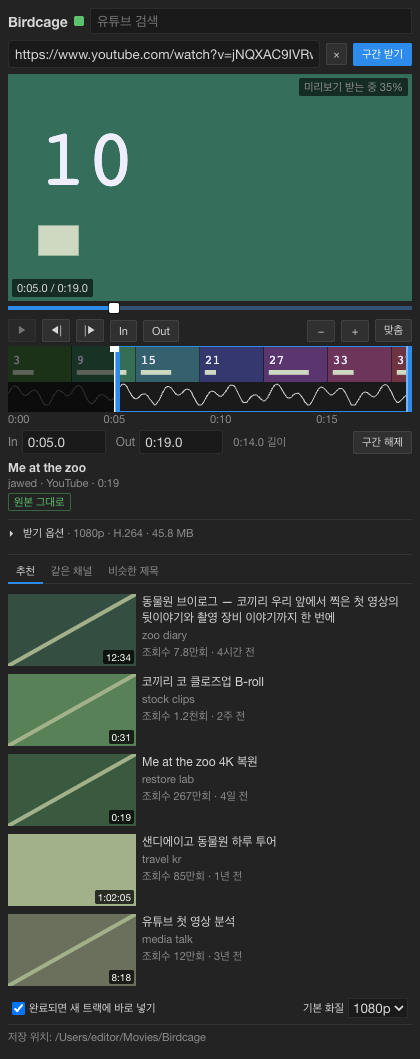 Birdcage 유튜브 검색
https://www.youtube.com/watch?v=jNQXAC9IVRv × 구간 받기
미리보기 받는 중 35%
10
0:05.0 / 0:19.0
In Out − + 맞춤
3 9 15 21 27 33
0:00 0:05 0:10 0:15
In 0:05.0 Out 0:19.0 0:14.0 길이 구간 해제
Me at the zoo
jawed · YouTube · 0:19
원본 그대로
받기 옵션 · 1080p · H.264 · 45.8 MB
추천 같은 채널 비슷한 제목
동물원 브이로그 — 코끼리 우리 앞에서 찍은 첫 영상의
뒷이야기와 촬영 장비 이야기까지 한 번에
zoo diary
조회수 7.8만회 · 4시간 전
12:34
코끼리 코 클로즈업 B-roll
stock clips
조회수 1.2천회 · 2주 전
0:31
Me at the zoo 4K 복원
restore lab
조회수 267만회 · 4일 전
0:19
샌디에이고 동물원 하루 투어
travel kr
조회수 85만회 · 1년 전
1:02:05
유튜브 첫 영상 분석
media talk
조회수 12만회 · 3년 전
8:18
완료되면 새 트랙에 바로 넣기 기본 화질 1080p
저장 위치: /Users/editor/Movies/Birdcage